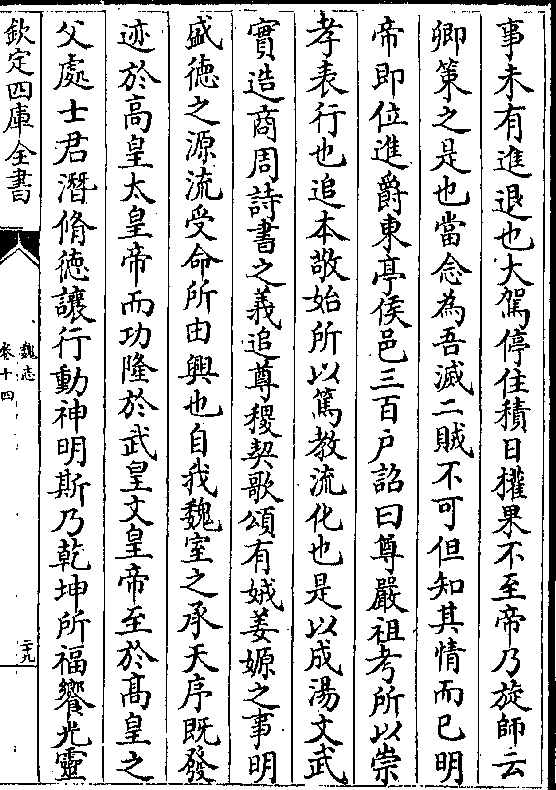 事未有進退也大駕停住積日權果不至帝乃旋師云
卿策之是也當念為吾滅二賊不可但知其情而已明
帝即位進爵東亭侯邑三百户詔曰尊嚴祖考所以崇
孝表行也追本敬始所以篤教流化也是以成湯文武
實造商周詩書之義追尊稷契歌頌有娀姜嫄之事明
盛徳之源流受命所由興也自我魏室之承天序既發
迹於高皇太皇帝而功隆於武皇文皇帝至於髙皇之
父處士君潛脩徳讓行動神明斯乃乾坤所福饗光靈
欽定四庫全書
魏志
卷十四
二十九